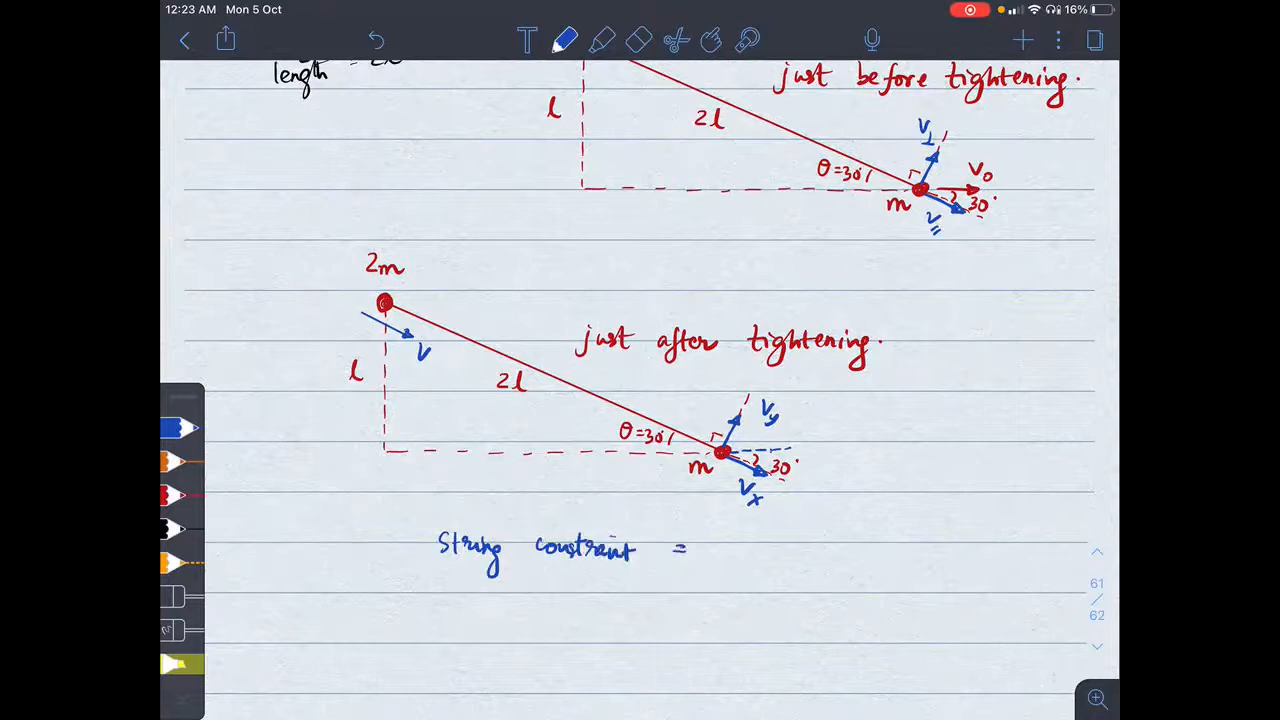 12:23 AM Mon 5 Oct 16%
T
length = 2l
just before tightening.
l
2l
V⊥
θ=30°
V0
m
30°
V=
2m
just after tightening.
V
l
2l
Vy
θ=30°
m
30°
Vx
String constraint =
61
/
62